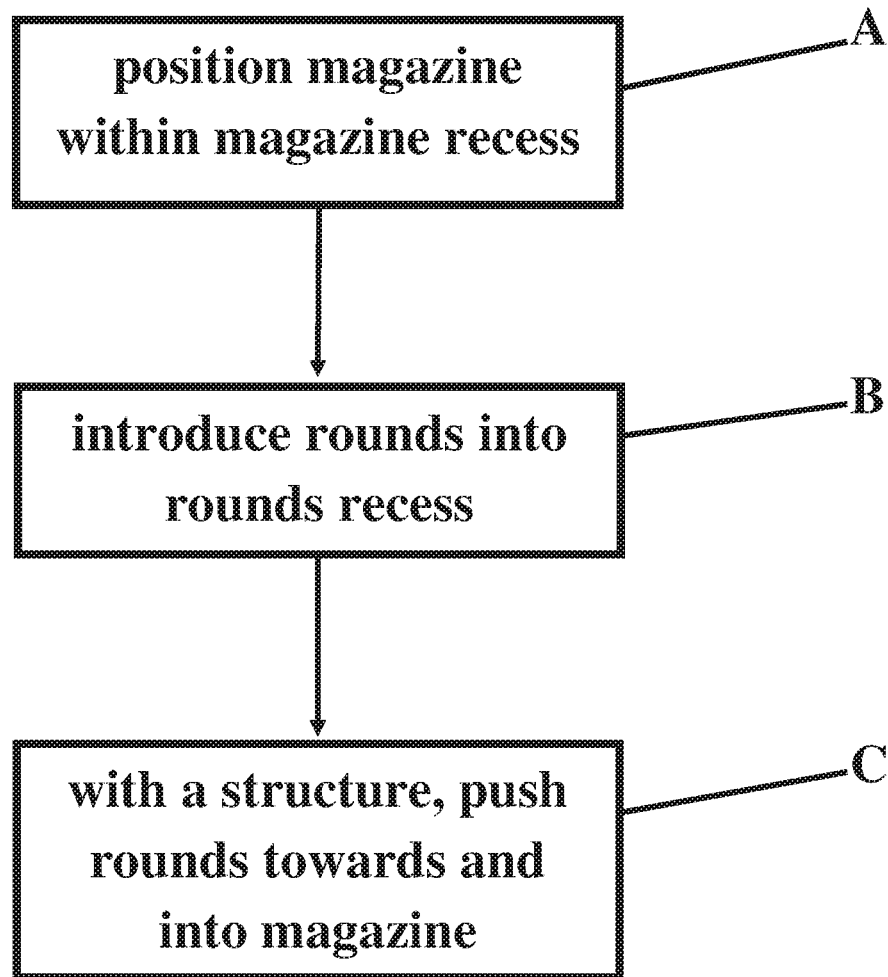 A
position magazine
within magazine recess
B
introduce rounds into
rounds recess
C
with a structure, push
rounds towards and
into magazine